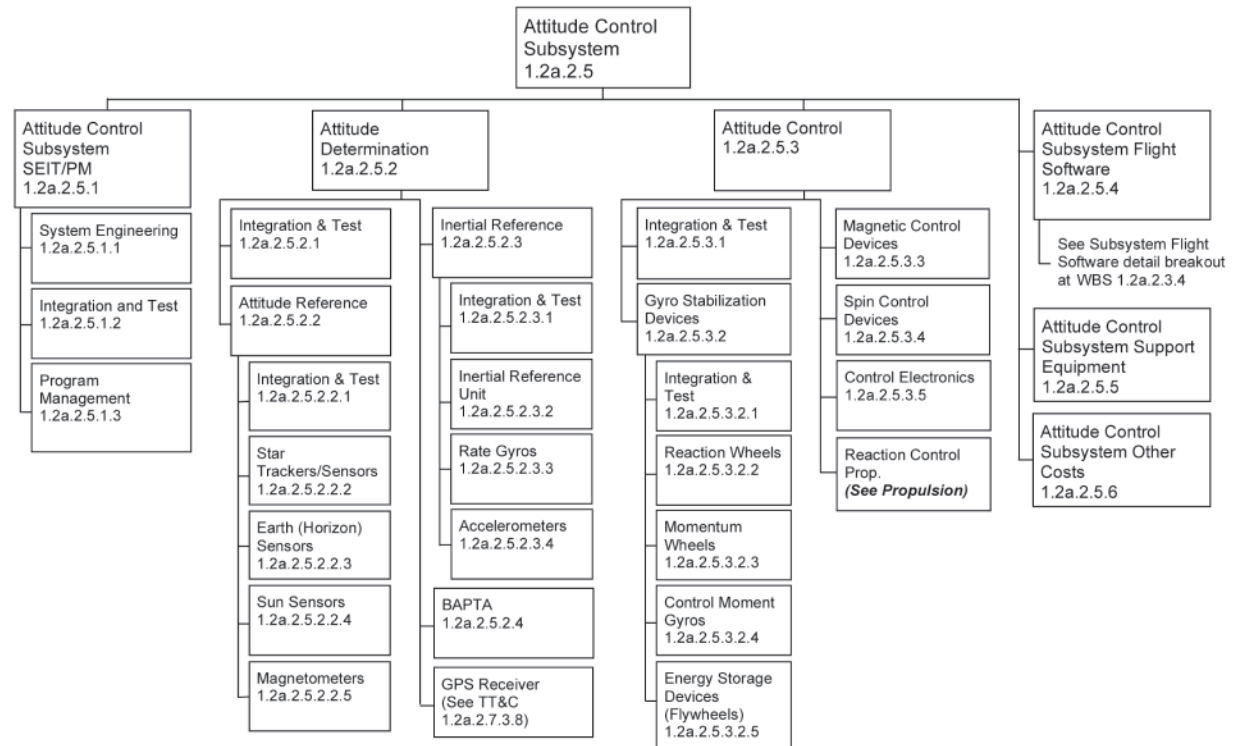 Attitude Control
Subsystem
1.2a.2.5
Attitude Control
Subsystem
SEIT/PM
1.2a.2.5.1
System Engineering
1.2a.2.5.1.1
Integration and Test
1.2a.2.5.1.2
Program
Management
1.2a.2.5.1.3
Attitude
Determination
1.2a.2.5.2
Integration & Test
1.2a.2.5.2.1
Attitude Reference
1.2a.2.5.2.2
Integration & Test
1.2a.2.5.2.2.1
Star
Trackers/Sensors
1.2a.2.5.2.2.2
Earth (Horizon)
Sensors
1.2a.2.5.2.2.3
Sun Sensors
1.2a.2.5.2.2.4
Magnetometers
1.2a.2.5.2.2.5
Inertial Reference
1.2a.2.5.2.3
Integration & Test
1.2a.2.5.2.3.1
Inertial Reference
Unit
1.2a.2.5.2.3.2
Rate Gyros
1.2a.2.5.2.3.3
Accelerometers
1.2a.2.5.2.3.4
BAPTA
1.2a.2.5.2.4
GPS Receiver
(See TT&C
1.2a.2.7.3.8)
Attitude Control
1.2a.2.5.3
Integration & Test
1.2a.2.5.3.1
Gyro Stabilization
Devices
1.2a.2.5.3.2
Integration &
Test
1.2a.2.5.3.2.1
Reaction Wheels
1.2a.2.5.3.2.2
Momentum
Wheels
1.2a.2.5.3.2.3
Control Moment
Gyros
1.2a.2.5.3.2.4
Energy Storage
Devices
(Flywheels)
1.2a.2.5.3.2.5
Magnetic Control
Devices
1.2a.2.5.3.3
Spin Control
Devices
1.2a.2.5.3.4
Control Electronics
1.2a.2.5.3.5
Reaction Control
Prop.
(See Propulsion)
Attitude Control
Subsystem Flight
Software
1.2a.2.5.4
See Subsystem Flight
Software detail breakout
at WBS 1.2a.2.3.4
Attitude Control
Subsystem Support
Equipment
1.2a.2.5.5
Attitude Control
Subsystem Other
Costs
1.2a.2.5.6